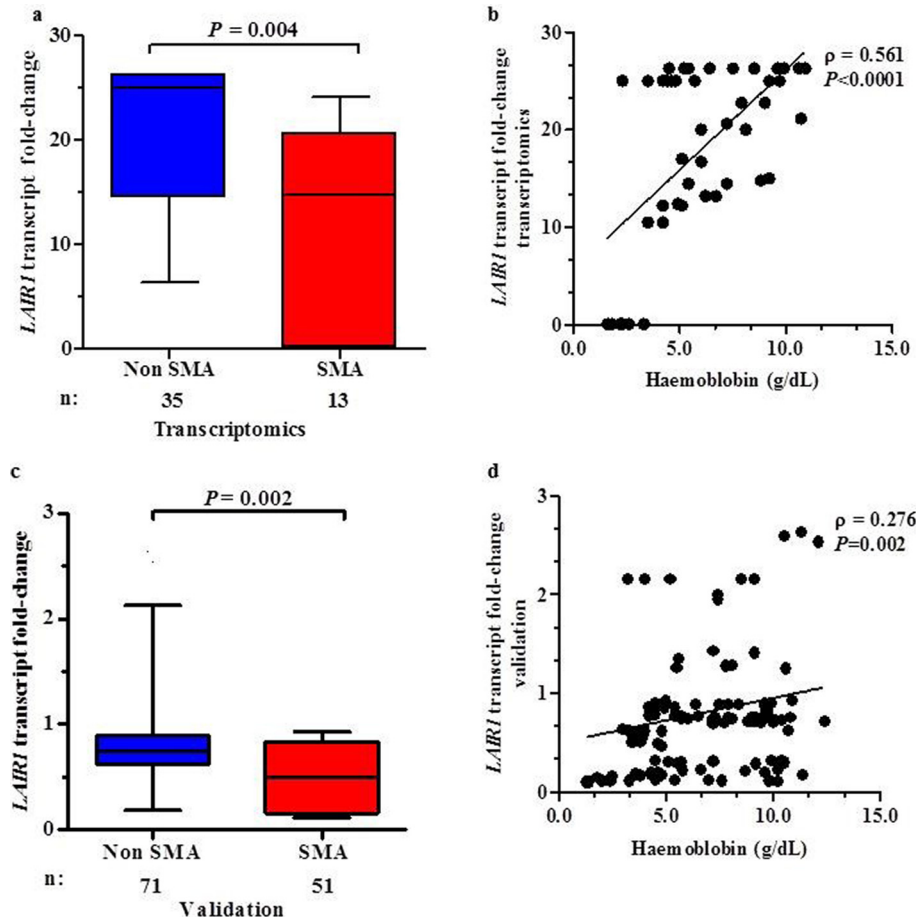 a
P = 0.004
30
20
10
0
LAIR1 transcript fold-change
Non SMA SMA
n: 35 13
Transcriptomics
b
30
20
10
0
LAIR1 transcript fold-change
transcriptomics
ρ = 0.561
P<0.0001
0.0 5.0 10.0 15.0
Haemoblobin (g/dL)
c
P = 0.002
3
2
1
0
LAIR1 transcript fold-change
Non SMA SMA
n: 71 51
Validation
d
3
2
1
0
LAIR1 transcript fold-change
validation
ρ = 0.276
P=0.002
0.0 5.0 10.0 15.0
Haemoblobin (g/dL)